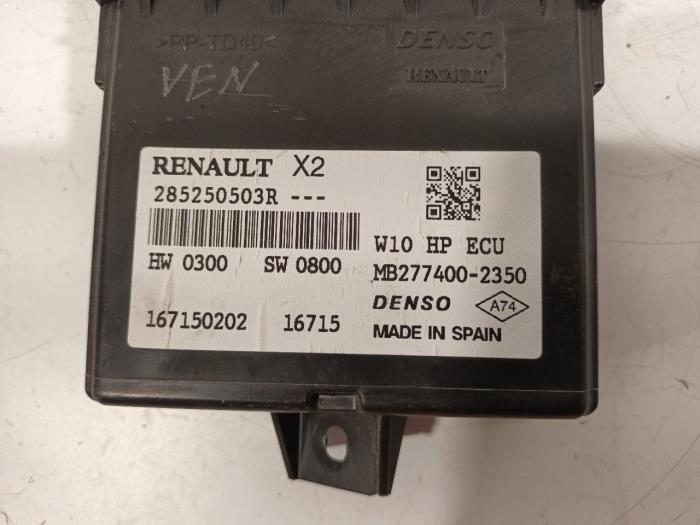 >PP-TD40<
DENSO
VEN
RENAULT
RENAULT X2
285250503R ---
W10 HP ECU
HW 0300 SW 0800
MB277400-2350
DENSO A74
167150202 16715
MADE IN SPAIN